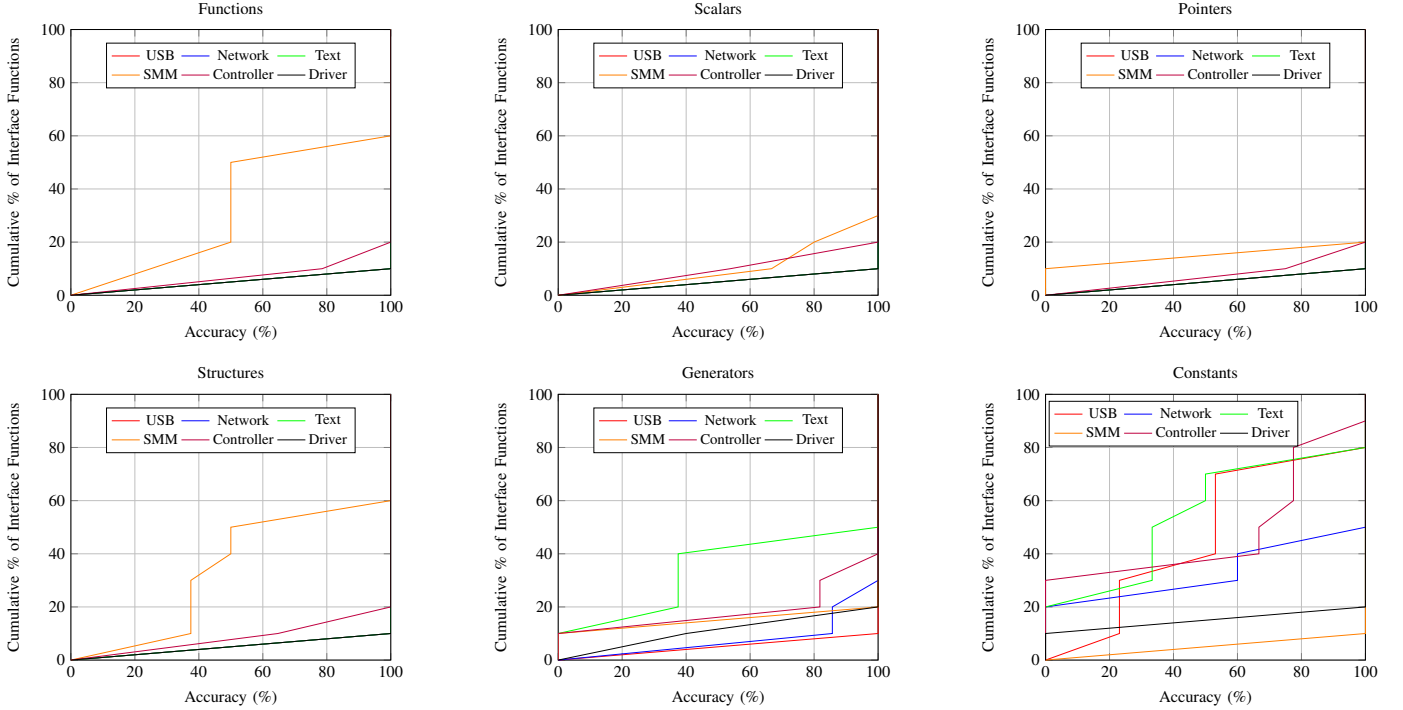 Functions
Cumulative % of Interface Functions
100
80
60
40
20
0
USB Network Text
SMM Controller Driver
0 20 40 60 80 100
Accuracy (%)
Scalars
Cumulative % of Interface Functions
100
80
60
40
20
0
USB Network Text
SMM Controller Driver
0 20 40 60 80 100
Accuracy (%)
Pointers
Cumulative % of Interface Functions
100
80
60
40
20
0
USB Network Text
SMM Controller Driver
0 20 40 60 80 100
Accuracy (%)
Structures
Cumulative % of Interface Functions
100
80
60
40
20
0
USB Network Text
SMM Controller Driver
0 20 40 60 80 100
Accuracy (%)
Generators
Cumulative % of Interface Functions
100
80
60
40
20
0
USB Network Text
SMM Controller Driver
0 20 40 60 80 100
Accuracy (%)
Constants
Cumulative % of Interface Functions
100
80
60
40
20
0
USB Network Text
SMM Controller Driver
0 20 40 60 80 100
Accuracy (%)